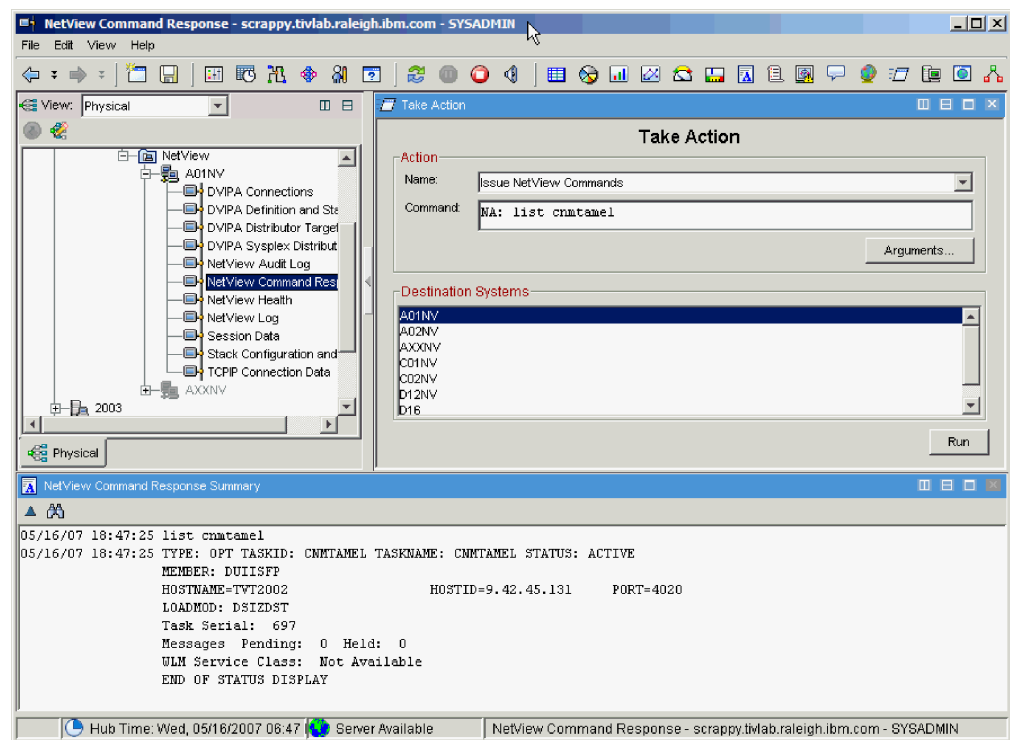 NetView Command Response - scrappy.tivlab.raleigh.ibm.com - SYSADMIN
File Edit View Help
View: Physical
NetView
A01NV
DVIPA Connections
DVIPA Definition and Sta
DVIPA Distributor Target
DVIPA Sysplex Distribut
NetView Audit Log
NetView Command Res
NetView Health
NetView Log
Session Data
Stack Configuration and
TCPIP Connection Data
AXXNV
2003
Physical
Take Action
Take Action
Action
Name: Issue NetView Commands
Command: NA: list cnmtamel
Arguments...
Destination Systems
A01NV
A02NV
AXXNV
C01NV
C02NV
D12NV
D16
Run
NetView Command Response Summary
05/16/07 18:47:25 list cnmtamel
05/16/07 18:47:25 TYPE: OPT TASKID: CNMTAMEL TASKNAME: CNMTAMEL STATUS: ACTIVE
MEMBER: DUIISFP
HOSTNAME=TVT2002 HOSTID=9.42.45.131 PORT=4020
LOADMOD: DSIZDST
Task Serial: 697
Messages Pending: 0 Held: 0
WLM Service Class: Not Available
END OF STATUS DISPLAY
Hub Time: Wed, 05/16/2007 06:47 Server Available NetView Command Response - scrappy.tivlab.raleigh.ibm.com - SYSADMIN